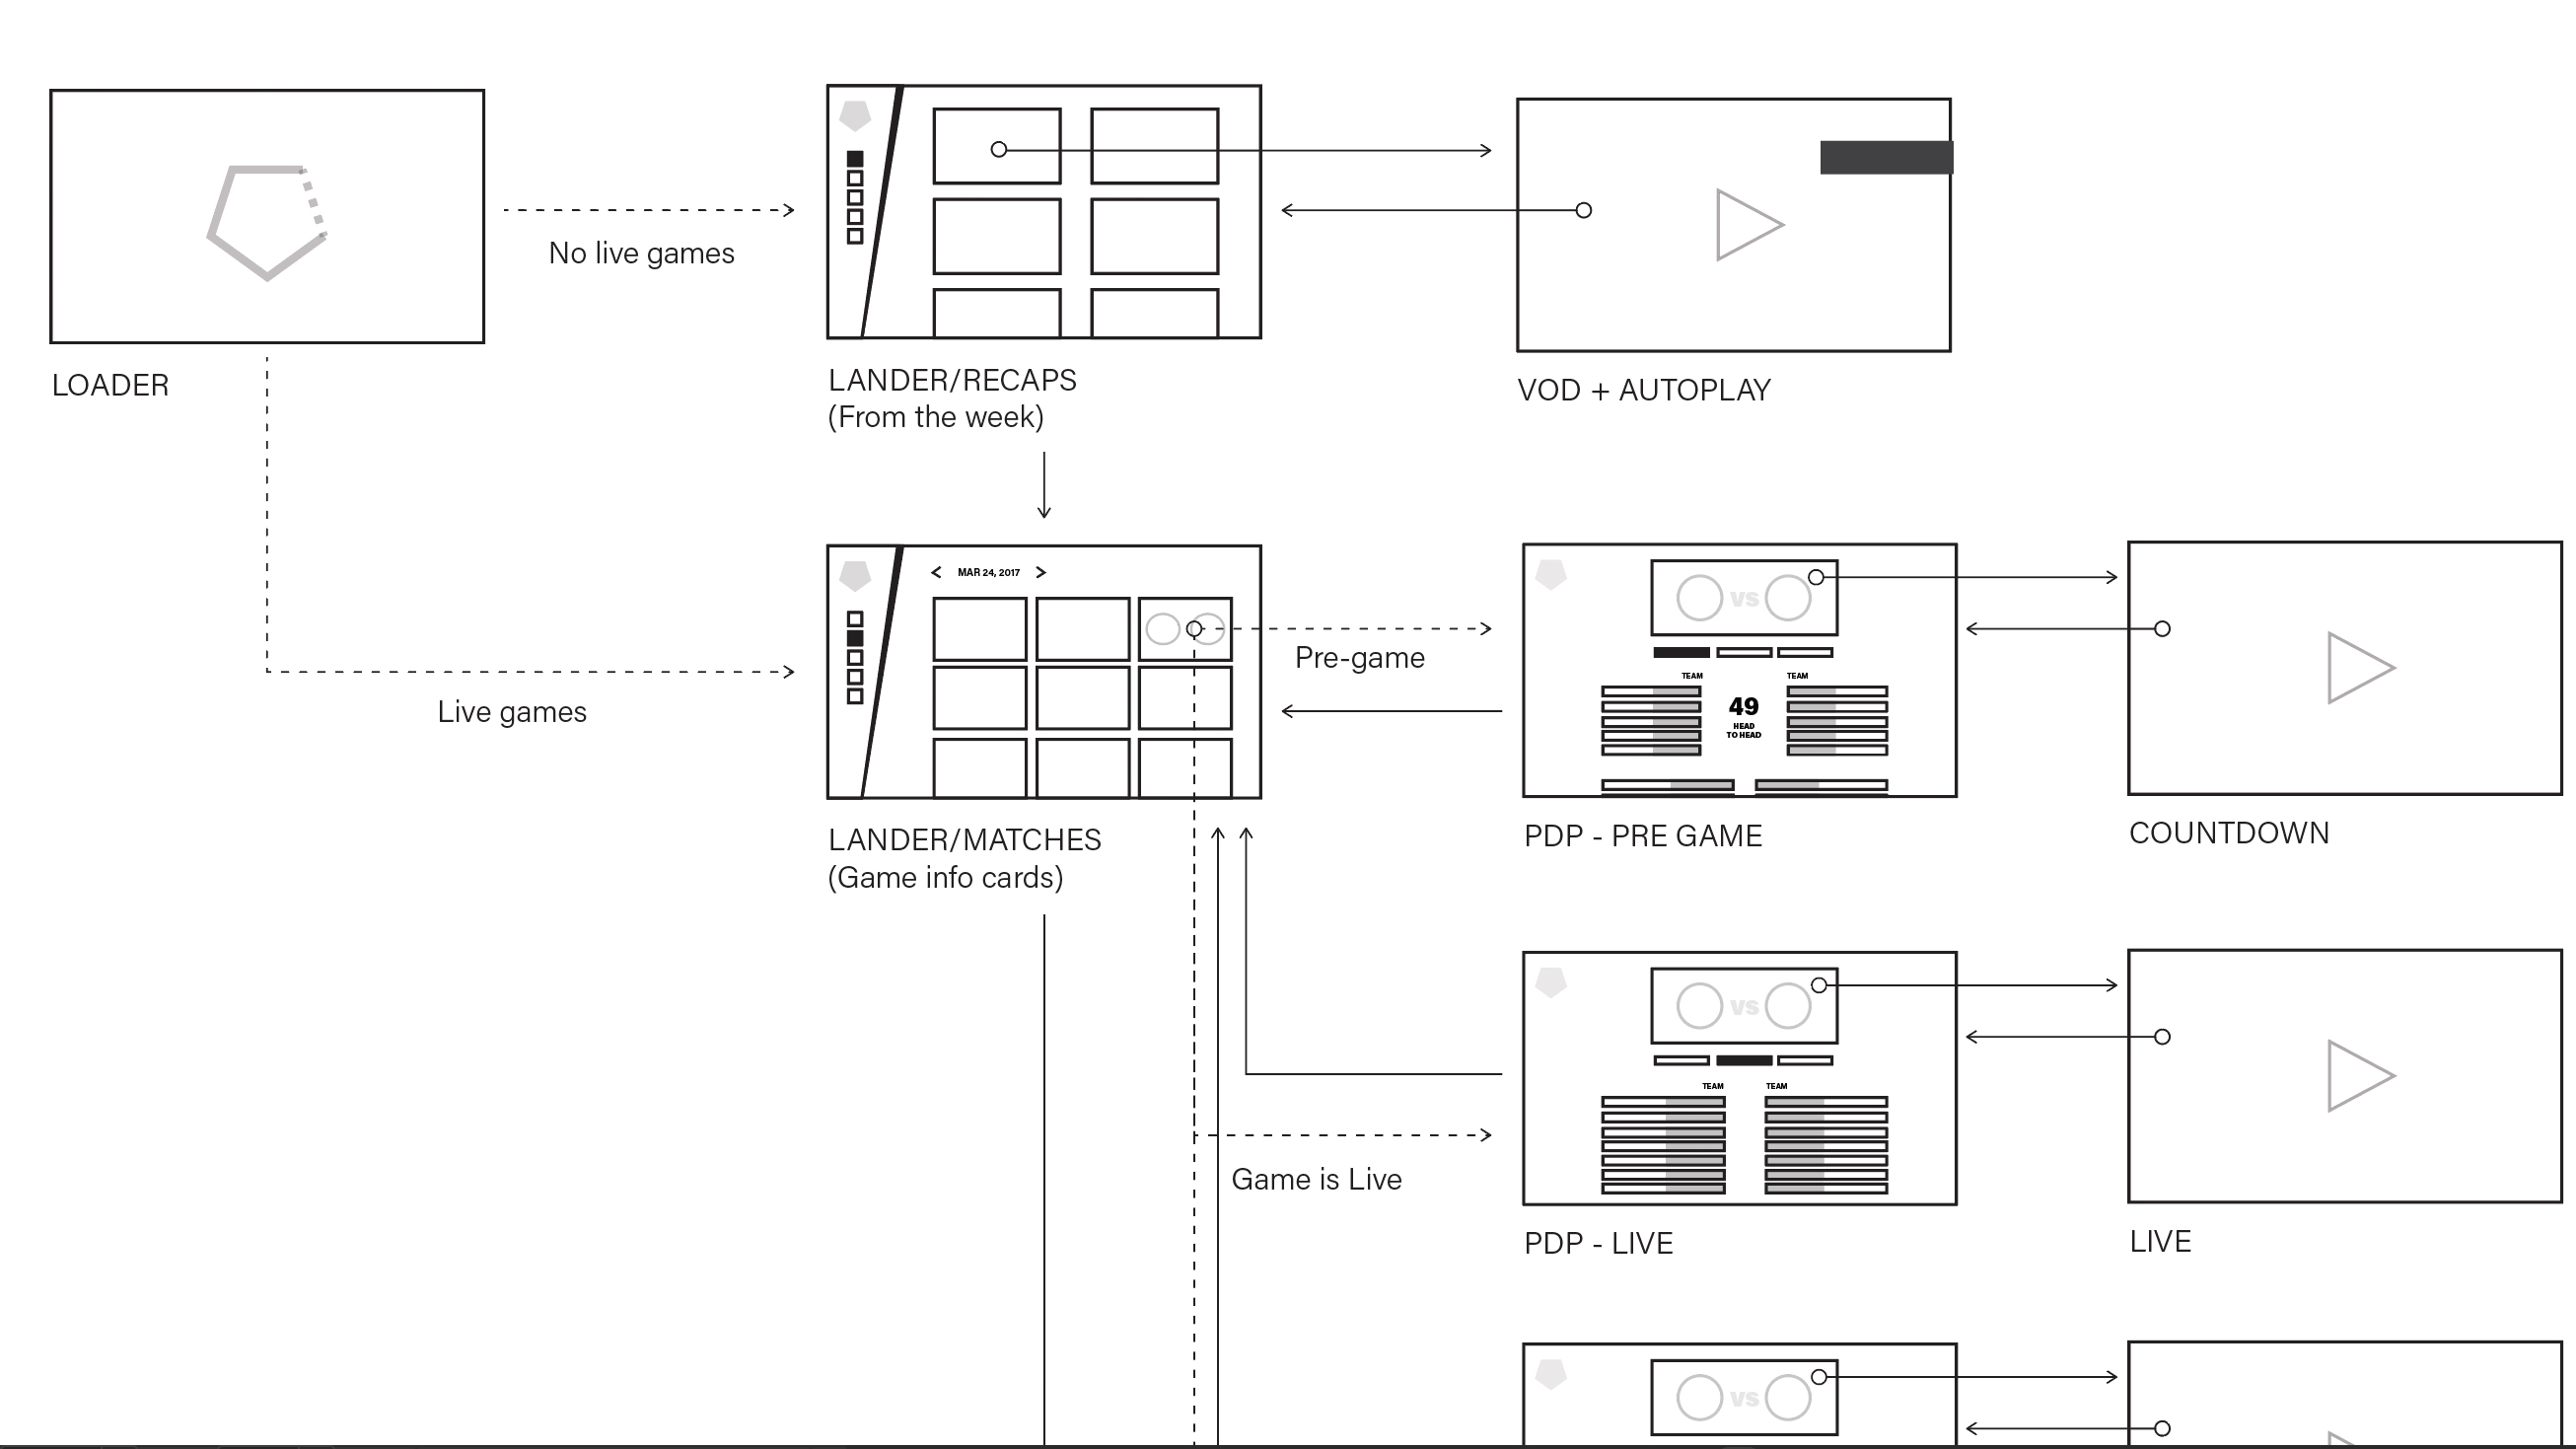 No live games
LOADER
LANDER/RECAPS
(From the week)
VOD + AUTOPLAY
MAR 24, 2017
Live games
Pre-game
vs
TEAM
TEAM
49
HEAD
TO HEAD
LANDER/MATCHES
(Game info cards)
PDP - PRE GAME
COUNTDOWN
vs
TEAM
TEAM
Game is Live
PDP - LIVE
LIVE
vs